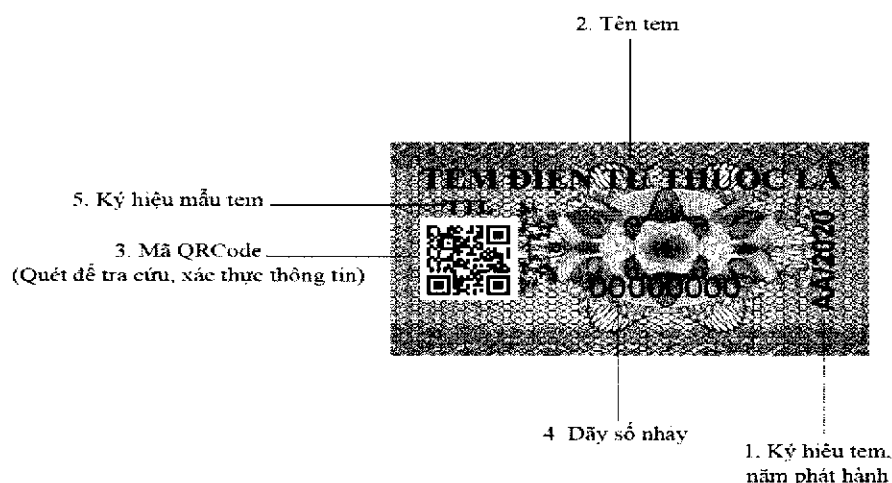 2. Tên tem
TEM ĐIỆN TỬ THUỐC LÁ
5. Ký hiệu mẫu tem
TTL
3. Mã QRCode
(Quét để tra cứu, xác thực thông tin)
00000000
AA/2020
4 Dãy số nhảy
1. Ký hiệu tem,
năm phát hành